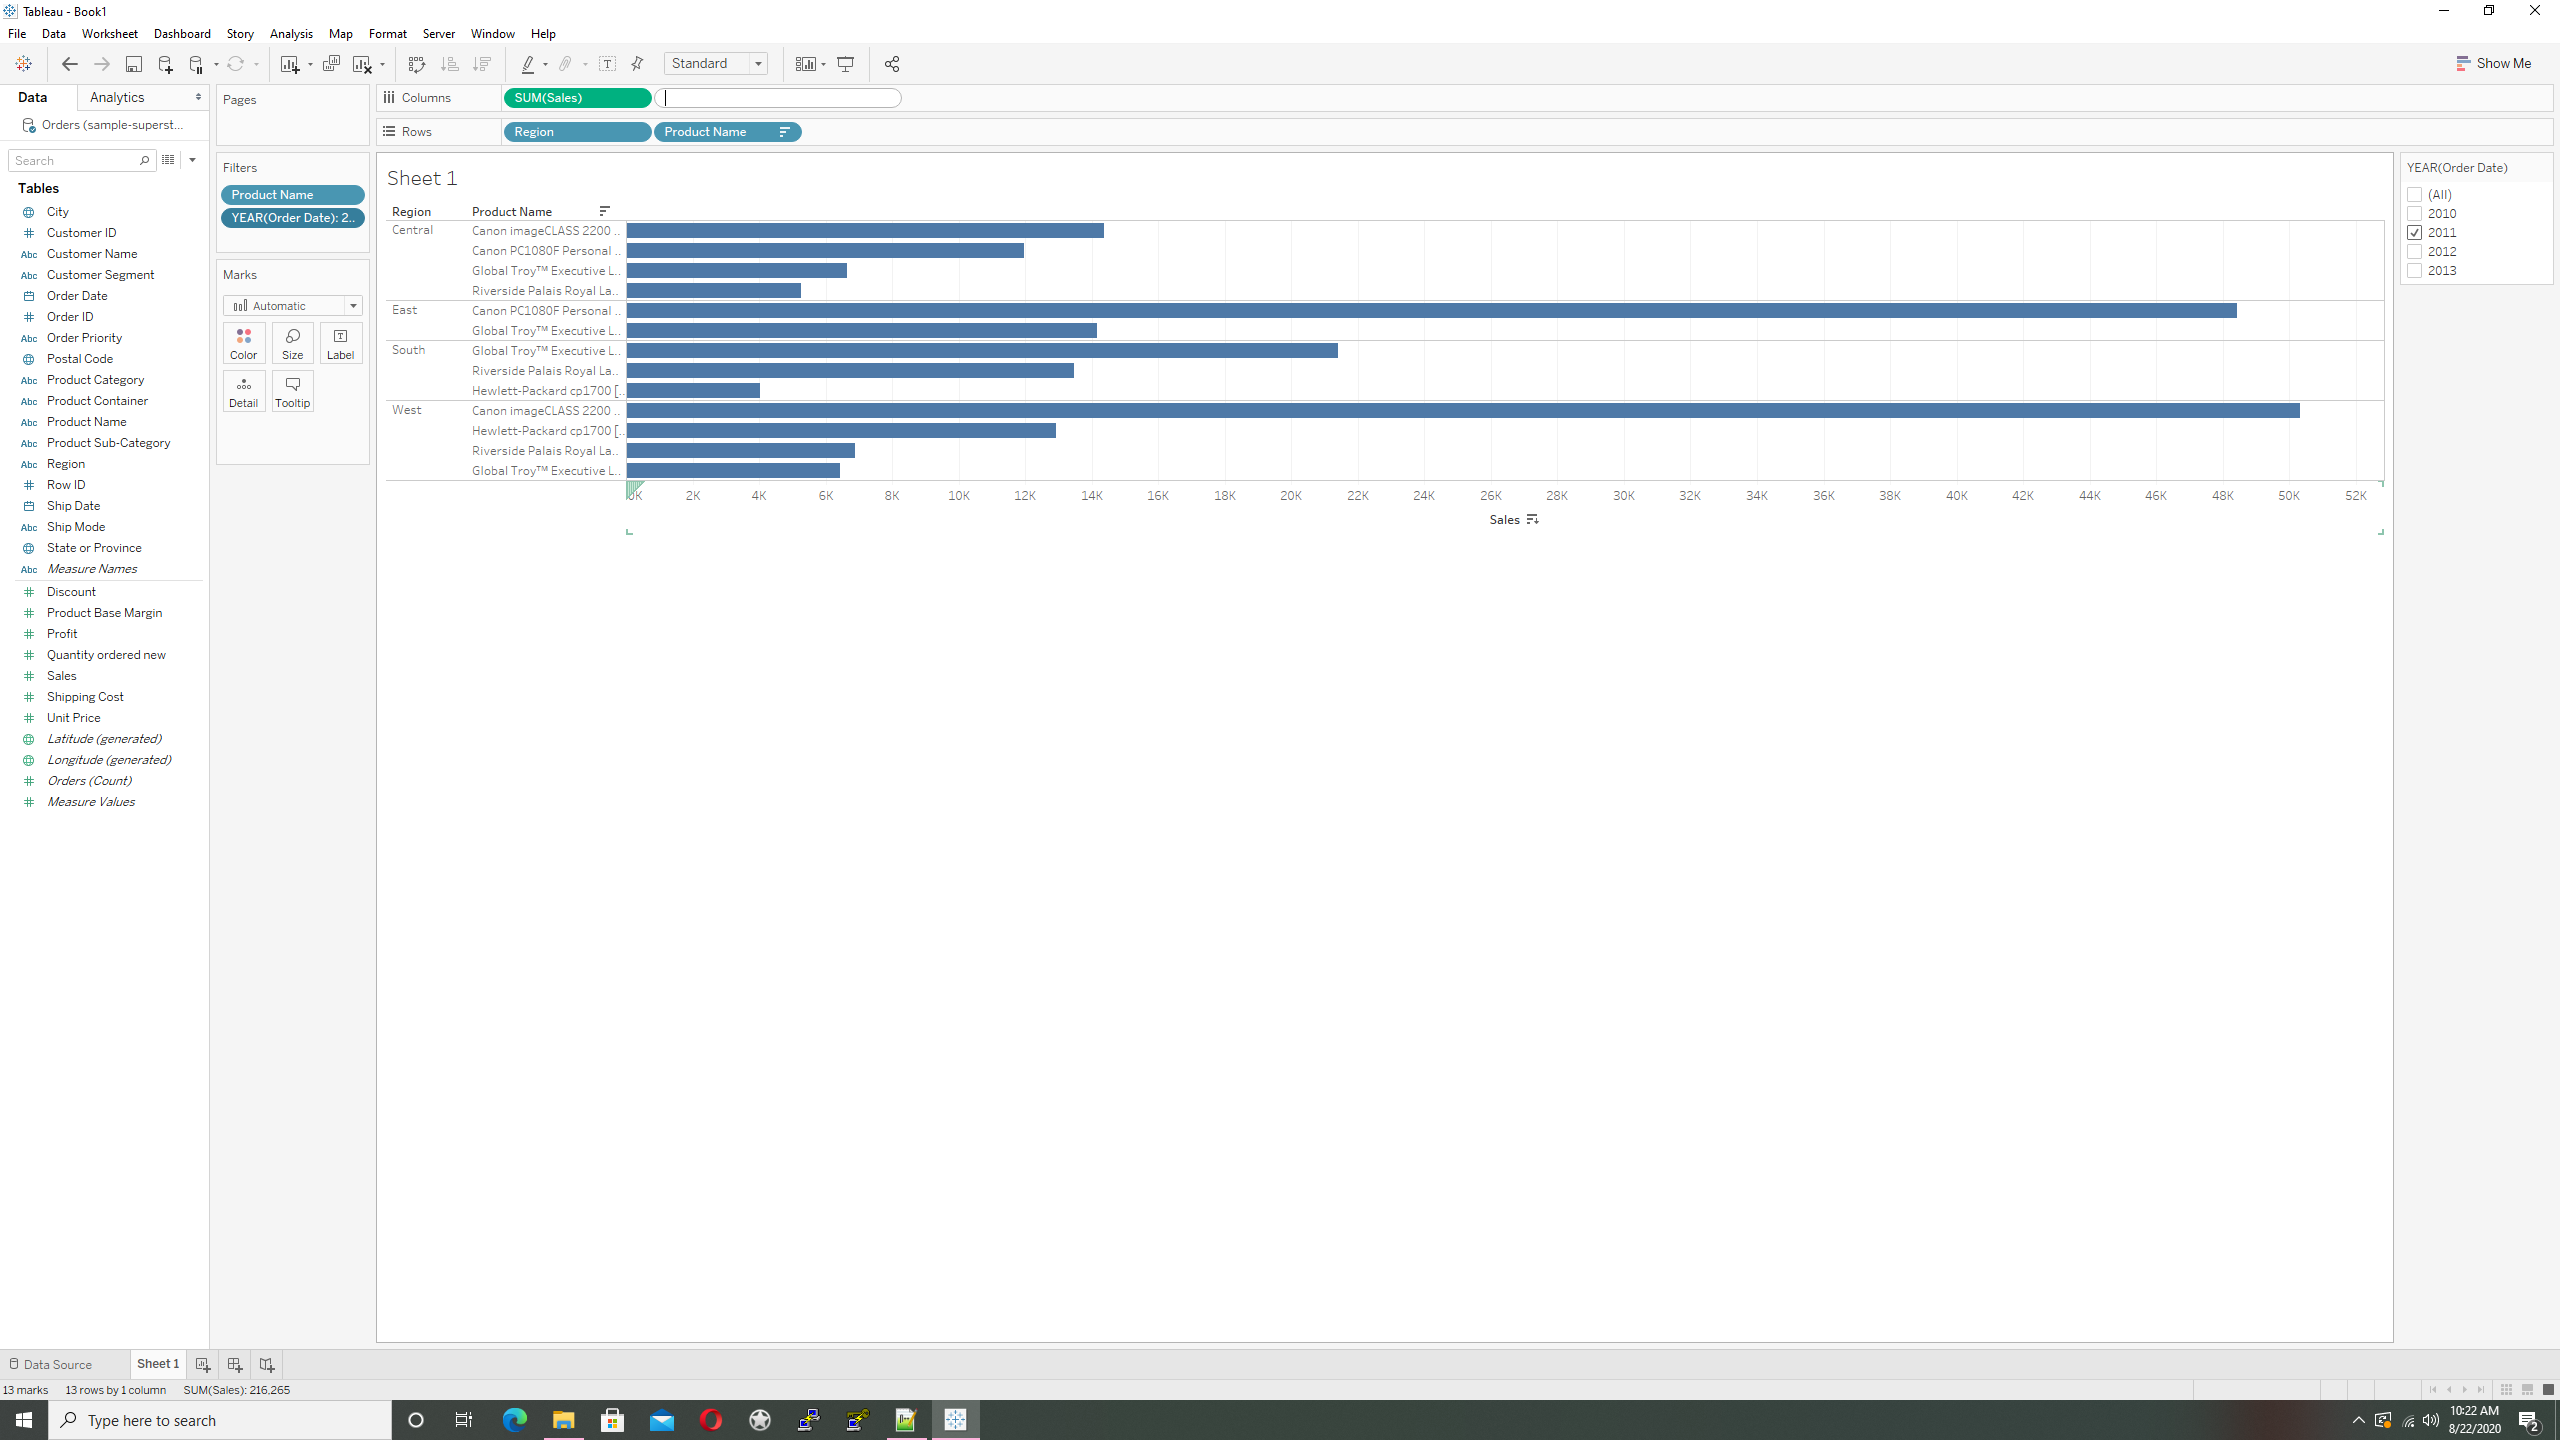 Tableau - Book1
File Data Worksheet Dashboard Story Analysis Map Format Server Window Help
Standard
Show Me
Data Analytics
Orders (sample-superst...
Search
Tables
City
Customer ID
Abc Customer Name
Abc Customer Segment
Order Date
Order ID
Abc Order Priority
Postal Code
Abc Product Category
Abc Product Container
Abc Product Name
Abc Product Sub-Category
Abc Region
Row ID
Ship Date
Abc Ship Mode
State or Province
Abc Measure Names
Discount
Product Base Margin
Profit
Quantity ordered new
Sales
Shipping Cost
Unit Price
Latitude (generated)
Longitude (generated)
Orders (Count)
Measure Values
Pages
Filters
Product Name
YEAR(Order Date): 2..
Marks
Automatic
Color Size Label
Detail Tooltip
Columns SUM(Sales)
Rows Region Product Name
Sheet 1
Region Product Name
Central Canon imageCLASS 2200 ..
Canon PC1080F Personal ..
Global Troy™ Executive L..
Riverside Palais Royal La..
East Canon PC1080F Personal ..
Global Troy™ Executive L..
South Global Troy™ Executive L..
Riverside Palais Royal La..
Hewlett-Packard cp1700 [..
West Canon imageCLASS 2200 ..
Hewlett-Packard cp1700 [..
Riverside Palais Royal La..
Global Troy™ Executive L..
0K 2K 4K 6K 8K 10K 12K 14K 16K 18K 20K 22K 24K 26K 28K 30K 32K 34K 36K 38K 40K 42K 44K 46K 48K 50K 52K
Sales
YEAR(Order Date)
(All)
2010
2011
2012
2013
Data Source Sheet 1
13 marks 13 rows by 1 column SUM(Sales): 216,265
Type here to search
10:22 AM
8/22/2020
2